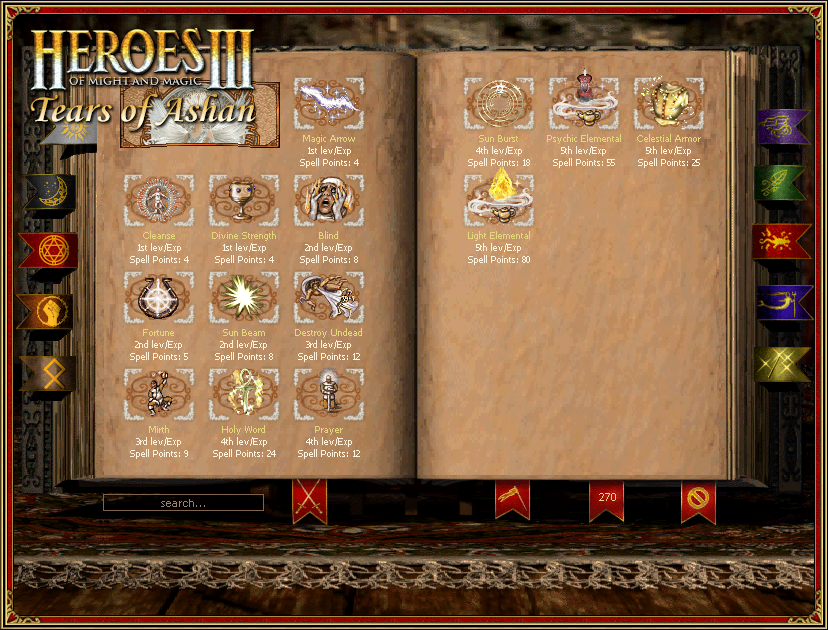 HEROES III
OF MIGHT AND MAGIC
Tears of Ashan
Magic Arrow
1st lev/Exp
Spell Points: 4
Cleanse
1st lev/Exp
Spell Points: 4
Divine Strength
1st lev/Exp
Spell Points: 4
Blind
2nd lev/Exp
Spell Points: 8
Fortune
2nd lev/Exp
Spell Points: 5
Sun Beam
2nd lev/Exp
Spell Points: 8
Destroy Undead
3rd lev/Exp
Spell Points: 12
Mirth
3rd lev/Exp
Spell Points: 9
Holy Word
4th lev/Exp
Spell Points: 24
Prayer
4th lev/Exp
Spell Points: 12
Sun Burst
4th lev/Exp
Spell Points: 18
Psychic Elemental
5th lev/Exp
Spell Points: 55
Celestial Armor
5th lev/Exp
Spell Points: 25
Light Elemental
5th lev/Exp
Spell Points: 80
search...
270